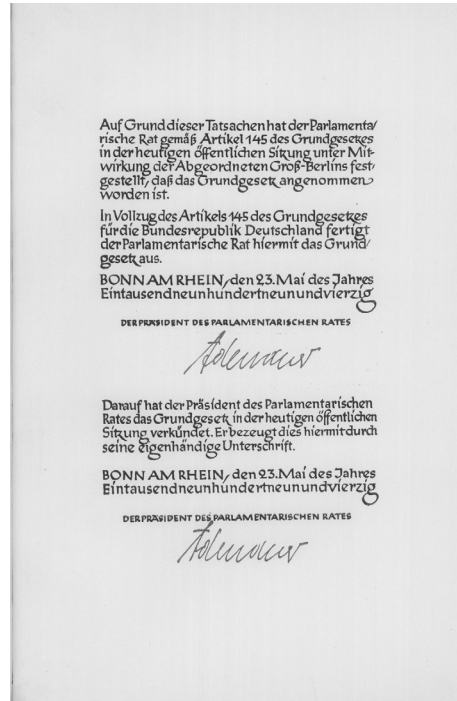 Auf Grund dieser Tatsachen hat der Parlamenta/
rische Rat gemäß Artikel 145 des Grundgesetzes
in der heutigen öffentlichen Sitzung unter Mit-
wirkung der Abgeordneten Groß-Berlins fest-
gestellt, daß das Grundgesetz angenommen
worden ist.
In Vollzug des Artikels 145 des Grundgesetzes
für die Bundesrepublik Deutschland fertigt
der Parlamentarische Rat hiermit das Grund/
gesetz aus.
BONN AM RHEIN, den 23. Mai des Jahres
Eintausendneunhundertneunundvierzig
DER PRÄSIDENT DES PARLAMENTARISCHEN RATES
Adenauer
Darauf hat der Präsident des Parlamentarischen
Rates das Grundgesetz in der heutigen öffentlichen
Sitzung verkündet. Er bezeugt dies hiermit durch
seine eigenhändige Unterschrift.
BONN AM RHEIN, den 23. Mai des Jahres
Eintausendneunhundertneunundvierzig
DER PRÄSIDENT DES PARLAMENTARISCHEN RATES
Adenauer